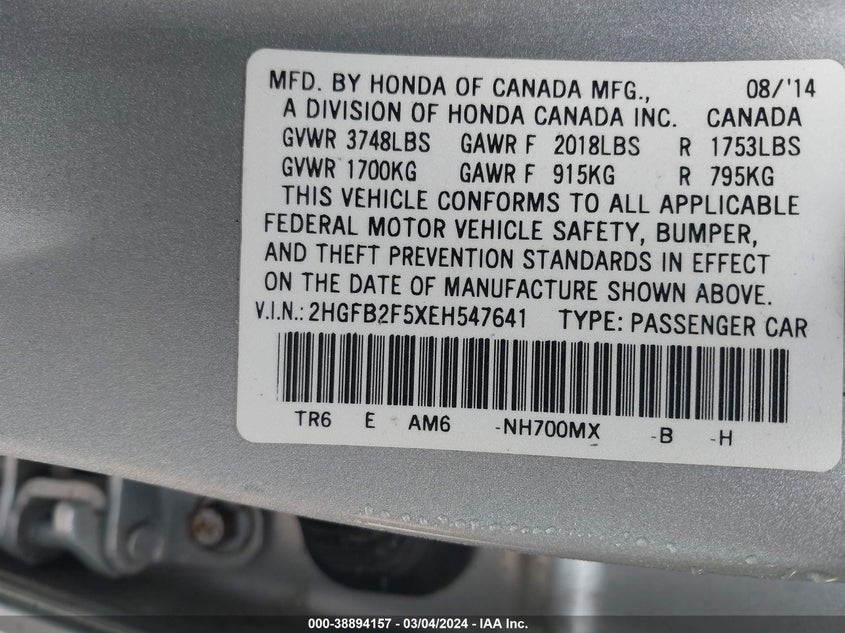 MFD. BY HONDA OF CANADA MFG., 08/'14
A DIVISION OF HONDA CANADA INC. CANADA
GVWR 3748LBS GAWR F 2018LBS R 1753LBS
GVWR 1700KG GAWR F 915KG R 795KG
THIS VEHICLE CONFORMS TO ALL APPLICABLE
FEDERAL MOTOR VEHICLE SAFETY, BUMPER,
AND THEFT PREVENTION STANDARDS IN EFFECT
ON THE DATE OF MANUFACTURE SHOWN ABOVE.
V.I.N.: 2HGFB2F5XEH547641 TYPE: PASSENGER CAR
TR6 E AM6 -NH700MX -B -H
000-38894157 - 03/04/2024 - IAA Inc.